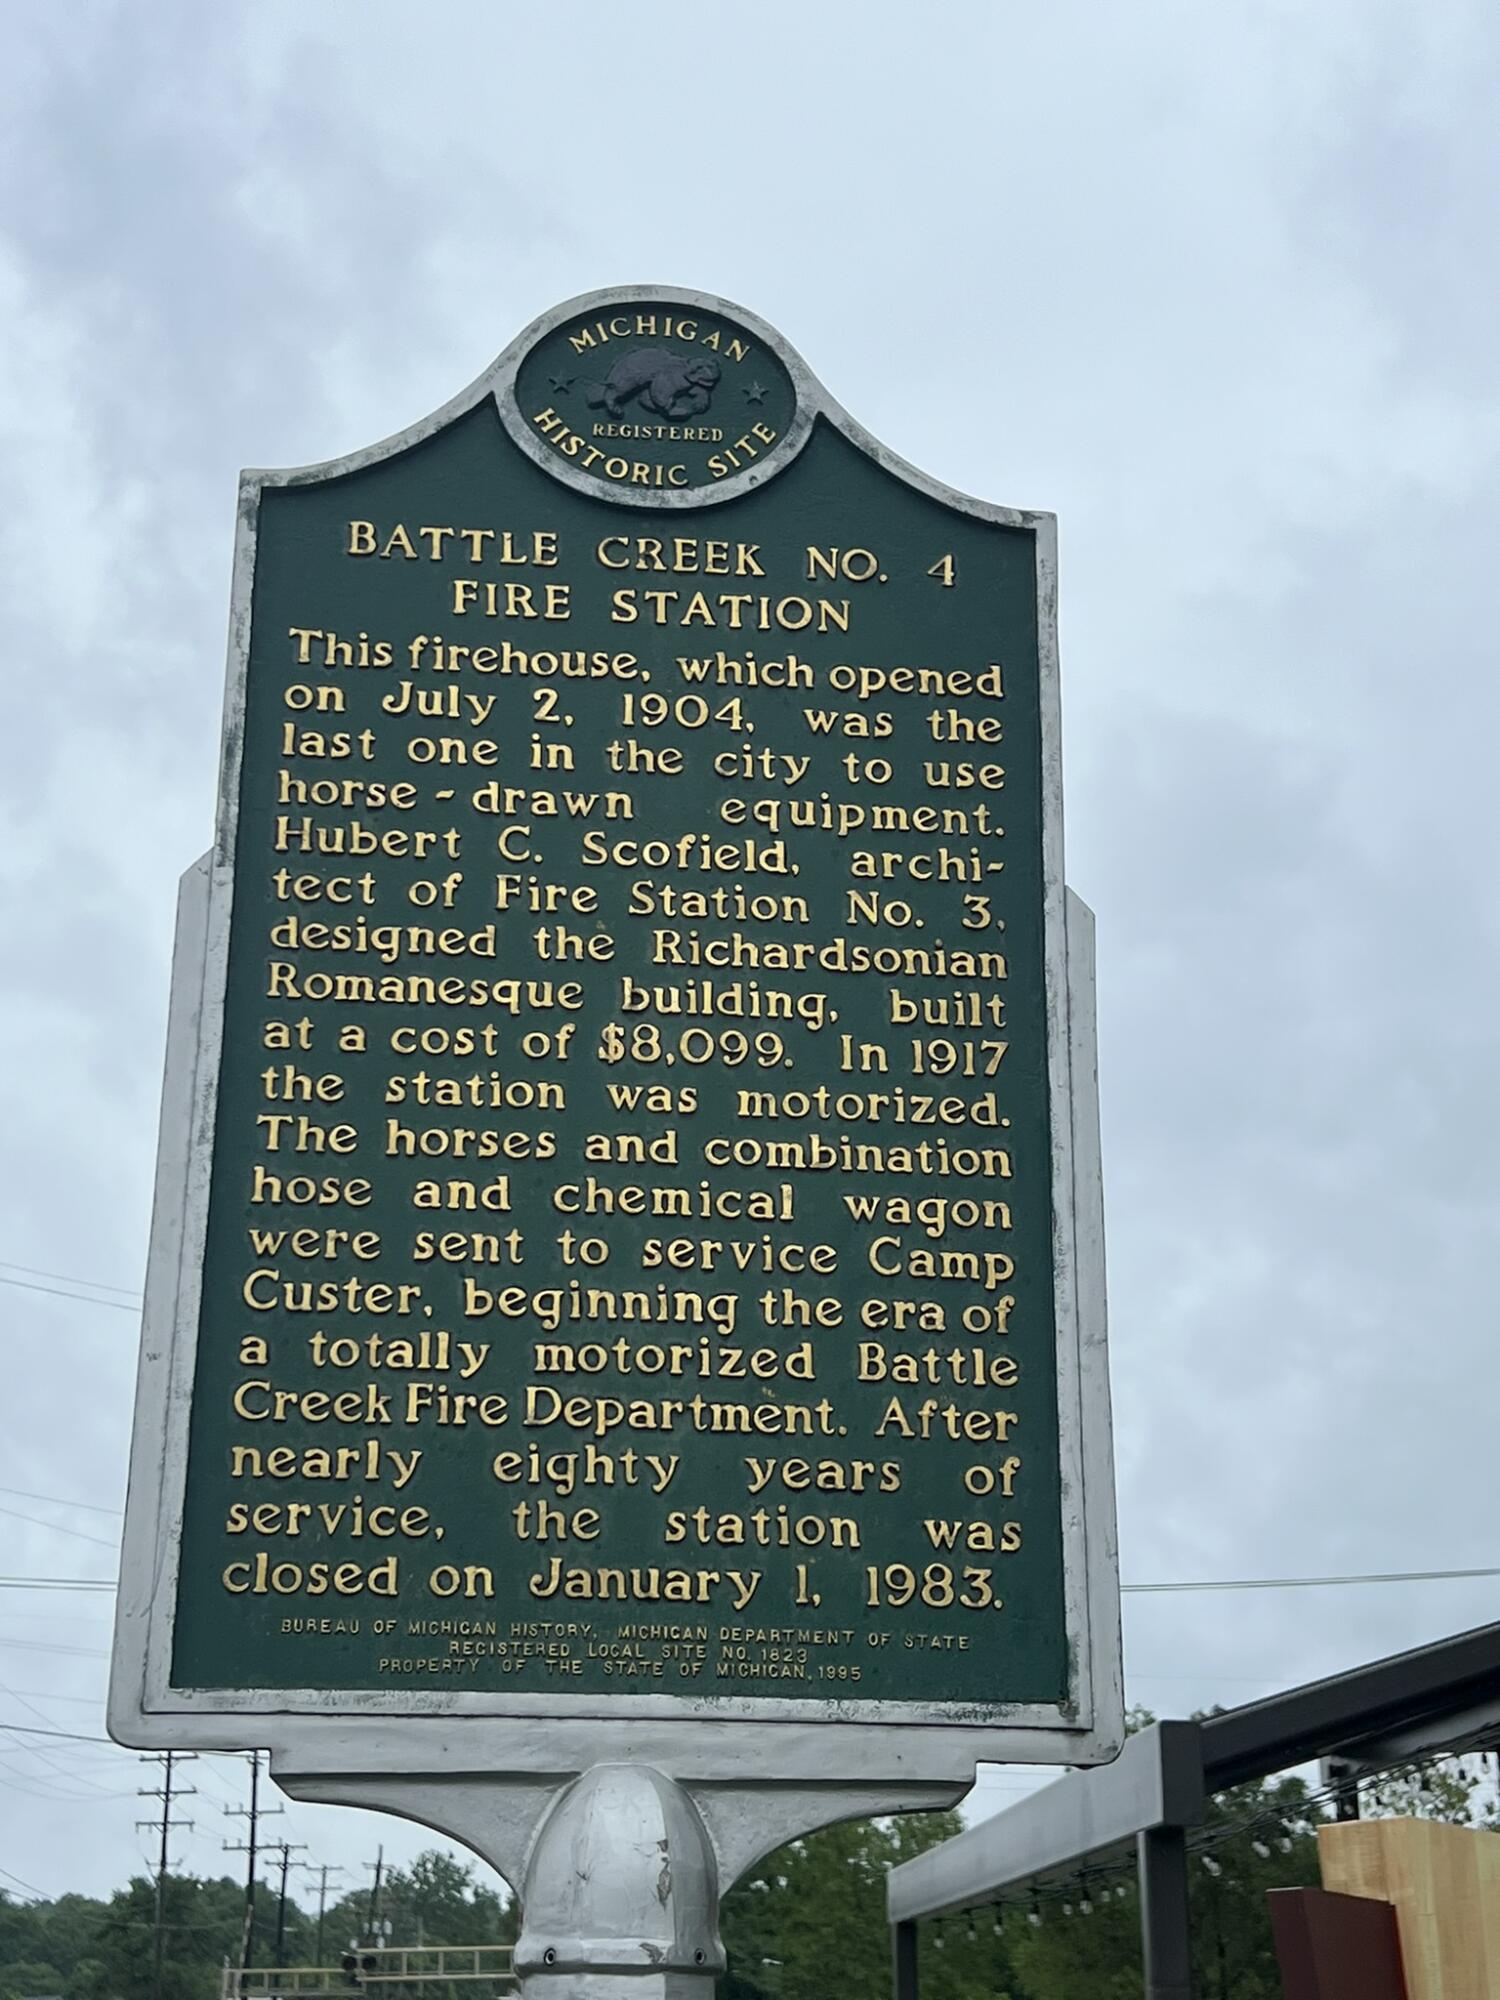 MICHIGAN
REGISTERED
HISTORIC SITE
BATTLE CREEK NO. 4
FIRE STATION
This firehouse, which opened
on July 2, 1904, was the
last one in the city to use
horse-drawn equipment.
Hubert C. Scofield, archi-
tect of Fire Station No. 3,
designed the Richardsonian
Romanesque building, built
at a cost of $8,099. In 1917
the station was motorized.
The horses and combination
hose and chemical wagon
were sent to service Camp
Custer, beginning the era of
a totally motorized Battle
Creek Fire Department. After
nearly eighty years of
service, the station was
closed on January 1, 1983.
BUREAU OF MICHIGAN HISTORY, MICHIGAN DEPARTMENT OF STATE
REGISTERED LOCAL SITE NO. 1823
PROPERTY OF THE STATE OF MICHIGAN, 1995